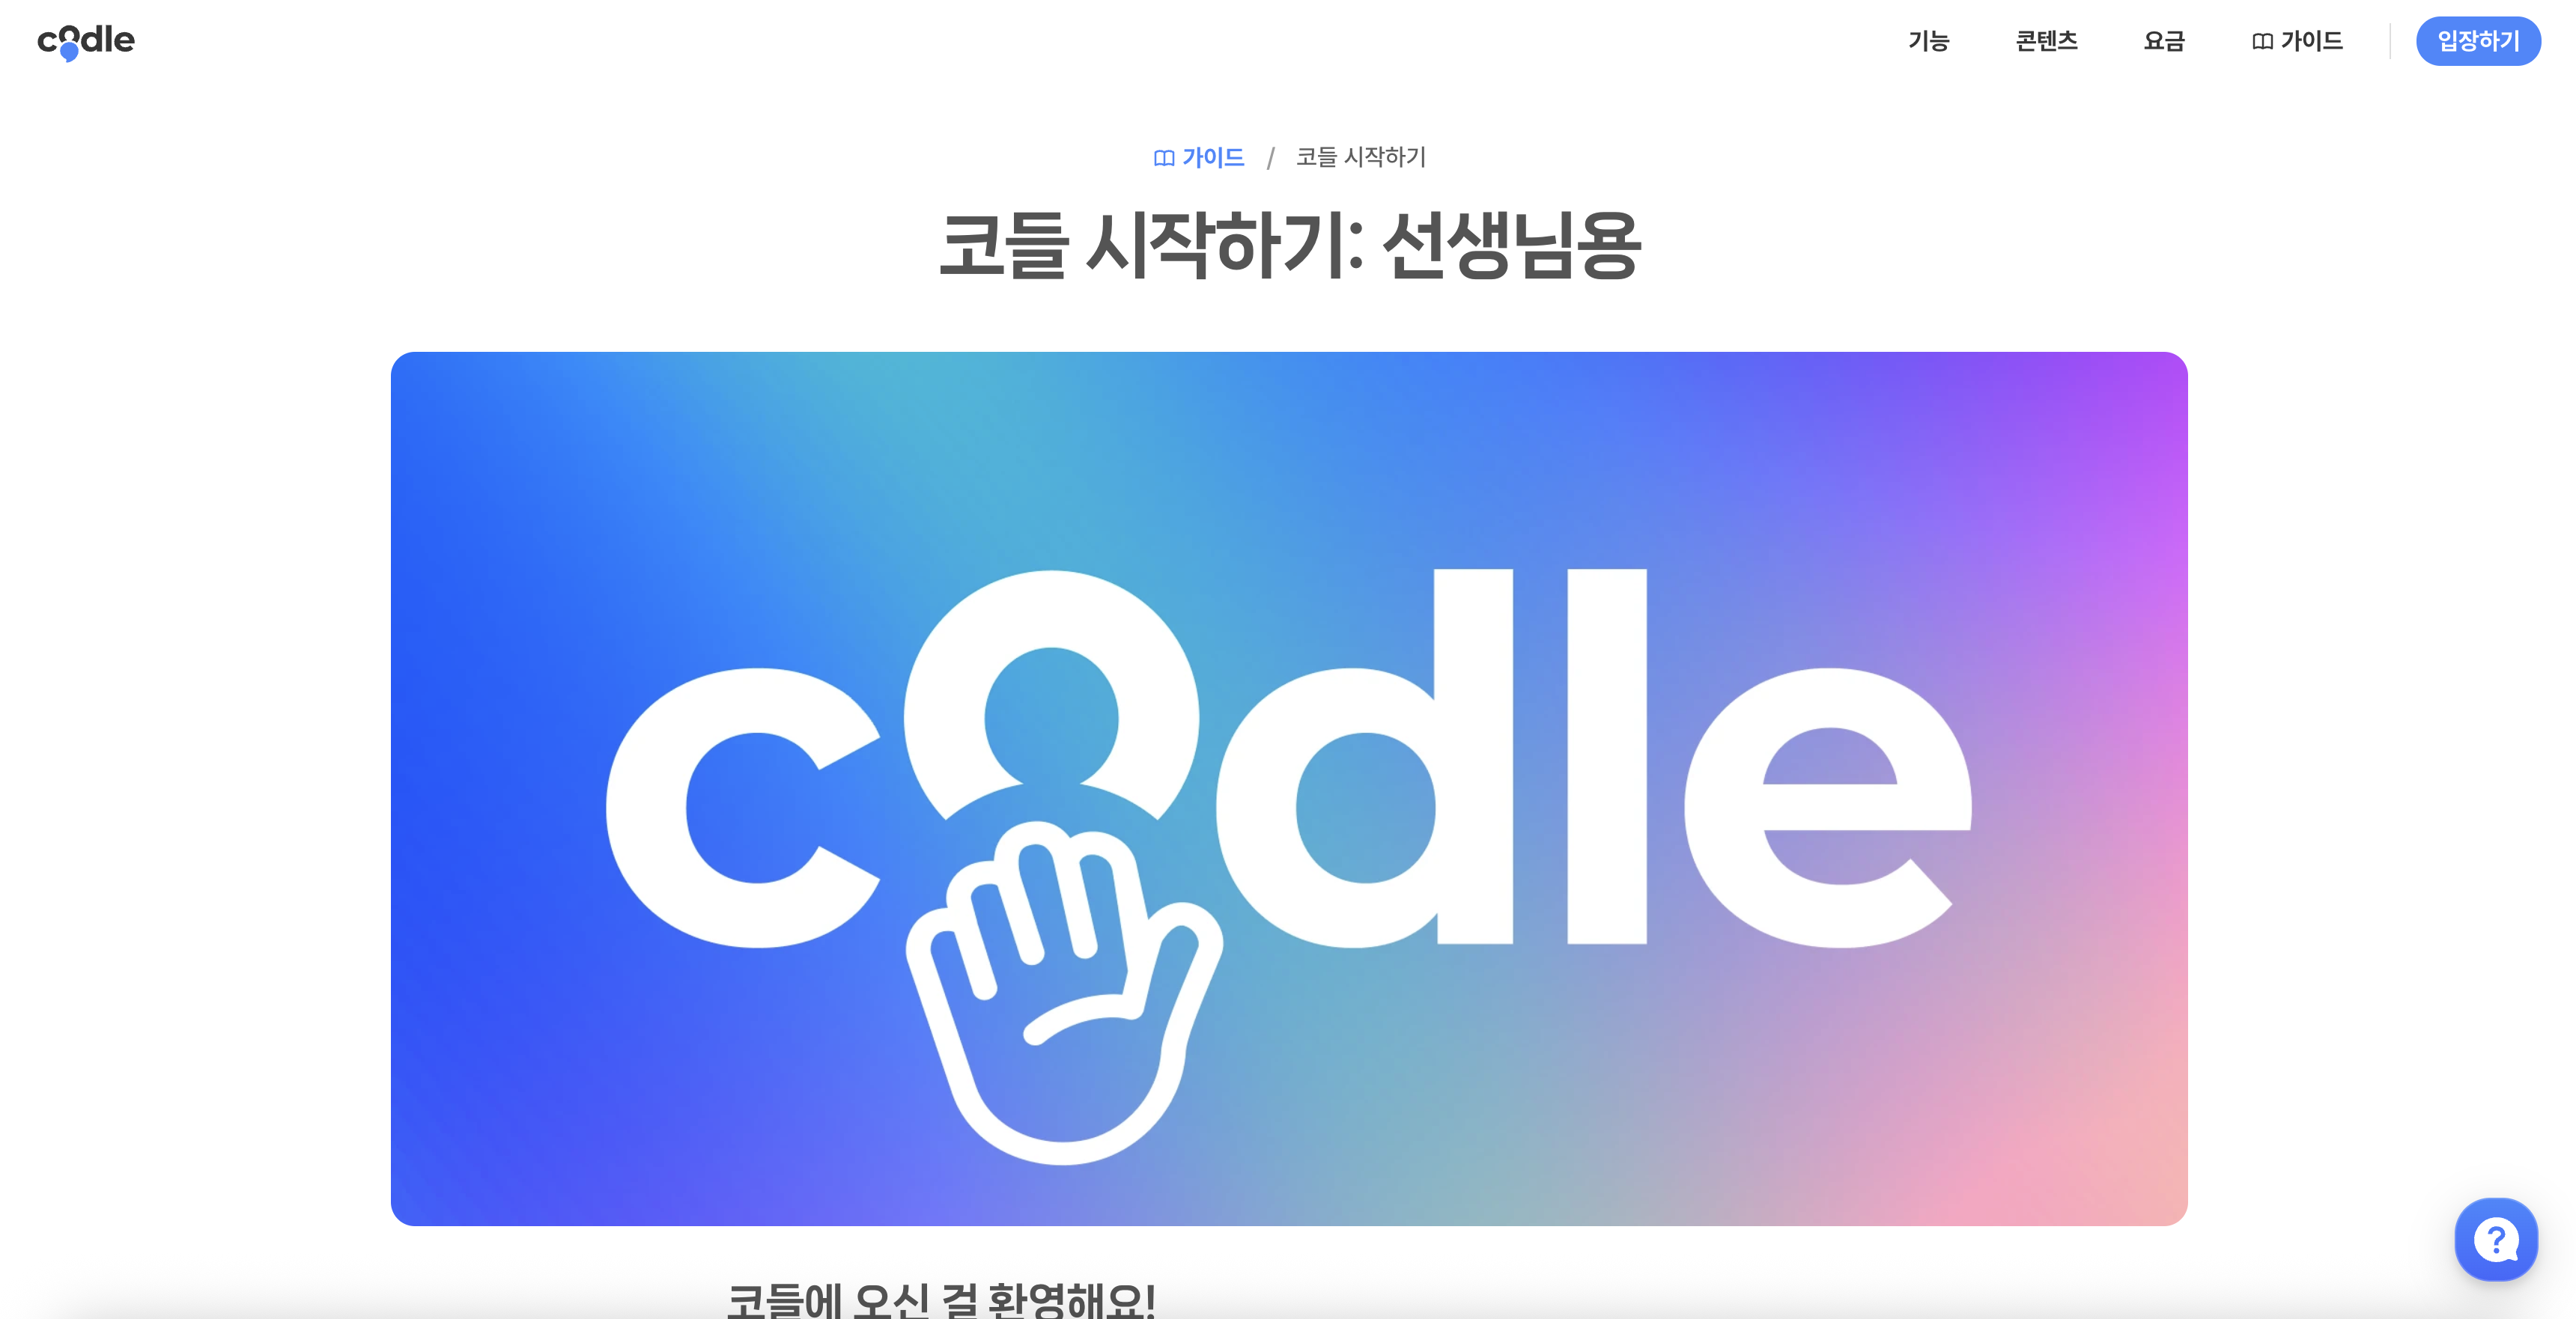 codle
기능
콘텐츠
요금
가이드
입장하기
가이드 / 코들 시작하기
코들 시작하기: 선생님용
codle
?
코들에 오신 걸 환영해요!